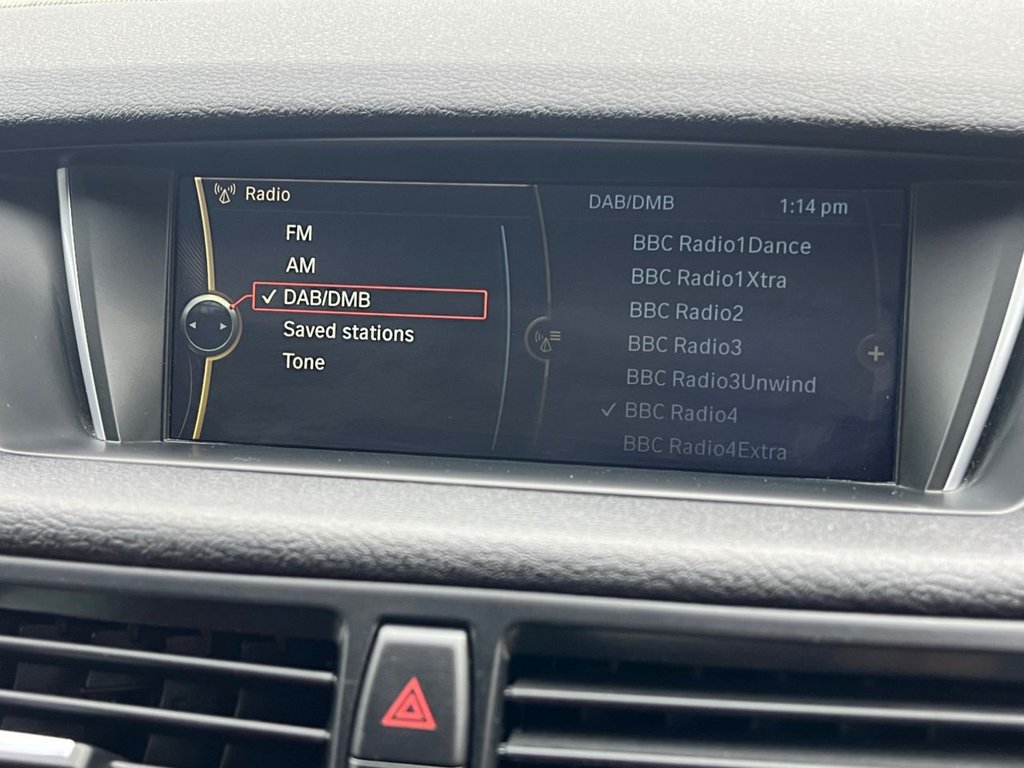 Radio
FM
AM
✓ DAB/DMB
Saved stations
Tone
DAB/DMB
1:14 pm
BBC Radio1Dance
BBC Radio1Xtra
BBC Radio2
BBC Radio3
BBC Radio3Unwind
✓ BBC Radio4
BBC Radio4Extra